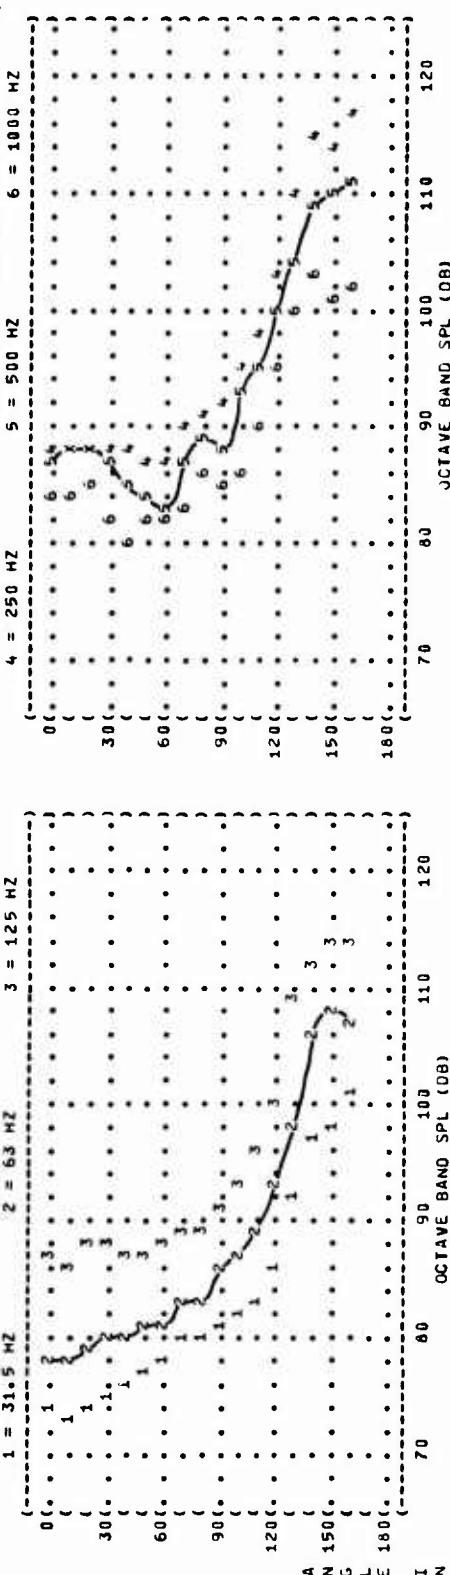 1 = 31.5 HZ 2 = 63 HZ 3 = 125 HZ
0
30
60
90
120
150
180
A
N
G
L
E
I
N
70 80 90 100 110 120
OCTAVE BAND SPL (DB)
4 = 250 HZ 5 = 500 HZ 6 = 1000 HZ
0
30
60
90
120
150
180
70 80 90 100 110 120
OCTAVE BAND SPL (DB)